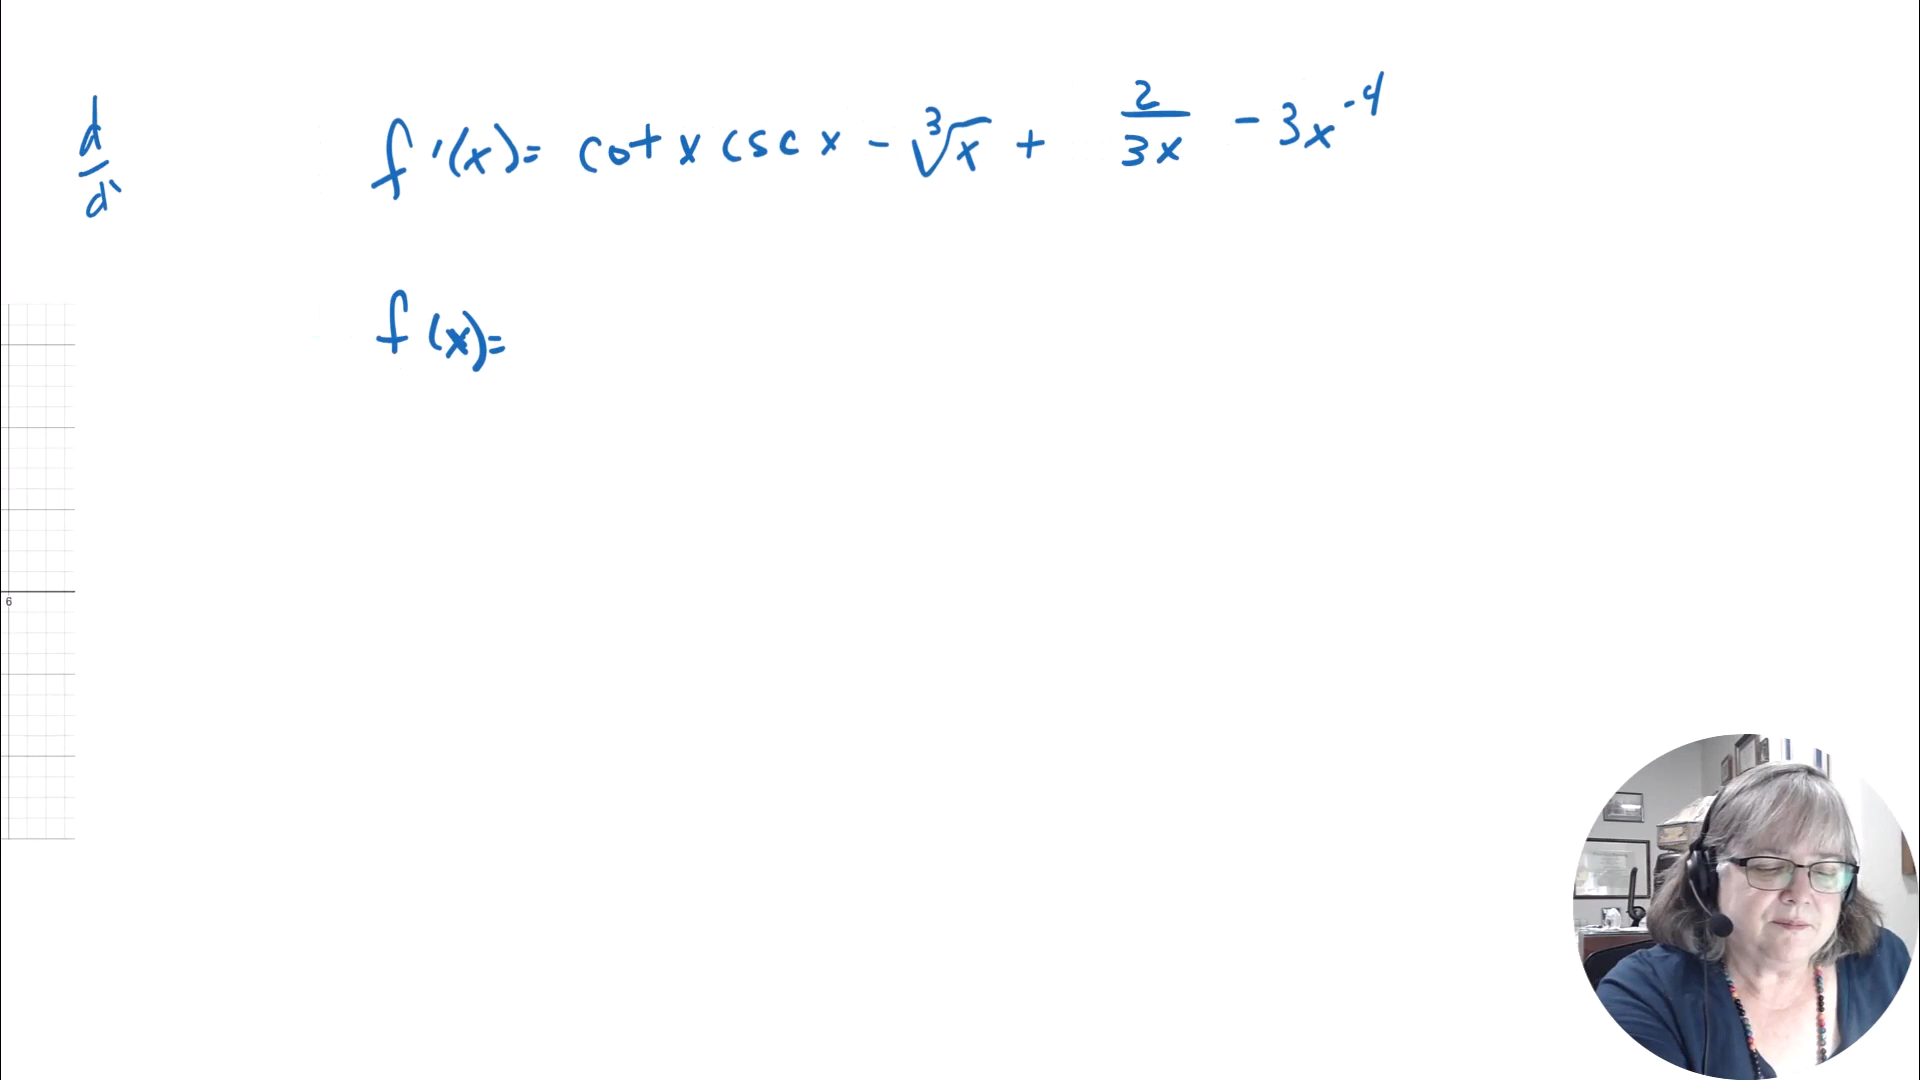 d/d
f'(x)= cot x csc x - ∛x + 2/3x - 3x^-4
f(x)=
6